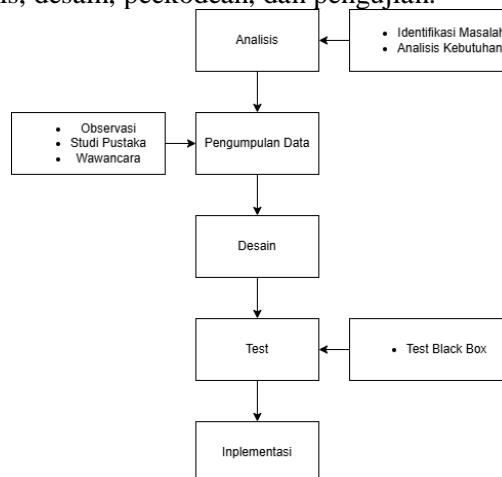 desain, peekodean, dan pengujian.
Analisis
• Identifikasi Masalah
• Analisis Kebutuhan
• Observasi
• Studi Pustaka
• Wawancara
Pengumpulan Data
Desain
Test
• Test Black Box
Inplementasi